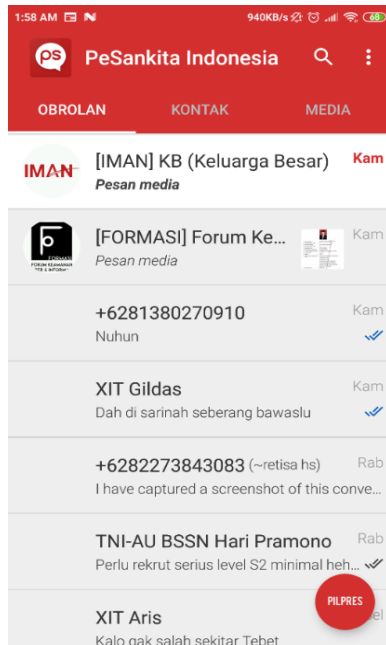 1:58 AM 940KB/s 68
ps PeSankita Indonesia
OBROLAN KONTAK MEDIA
IMAN [IMAN] KB (Keluarga Besar) Kam
Pesan media
[FORMASI] Forum Ke... Kam
Pesan media
FORMASI
FORUM KEAMANAN
+6281380270910 Kam
Nuhun
XIT Gildas Kam
Dah di sarinah seberang bawaslu
+6282273843083 (~retisa hs) Rab
I have captured a screenshot of this conve...
TNI-AU BSSN Hari Pramono Rab
Perlu rekrut serius level S2 minimal heh...
PILPRES
XIT Aris
Kalo gak salah sekitar Tebet